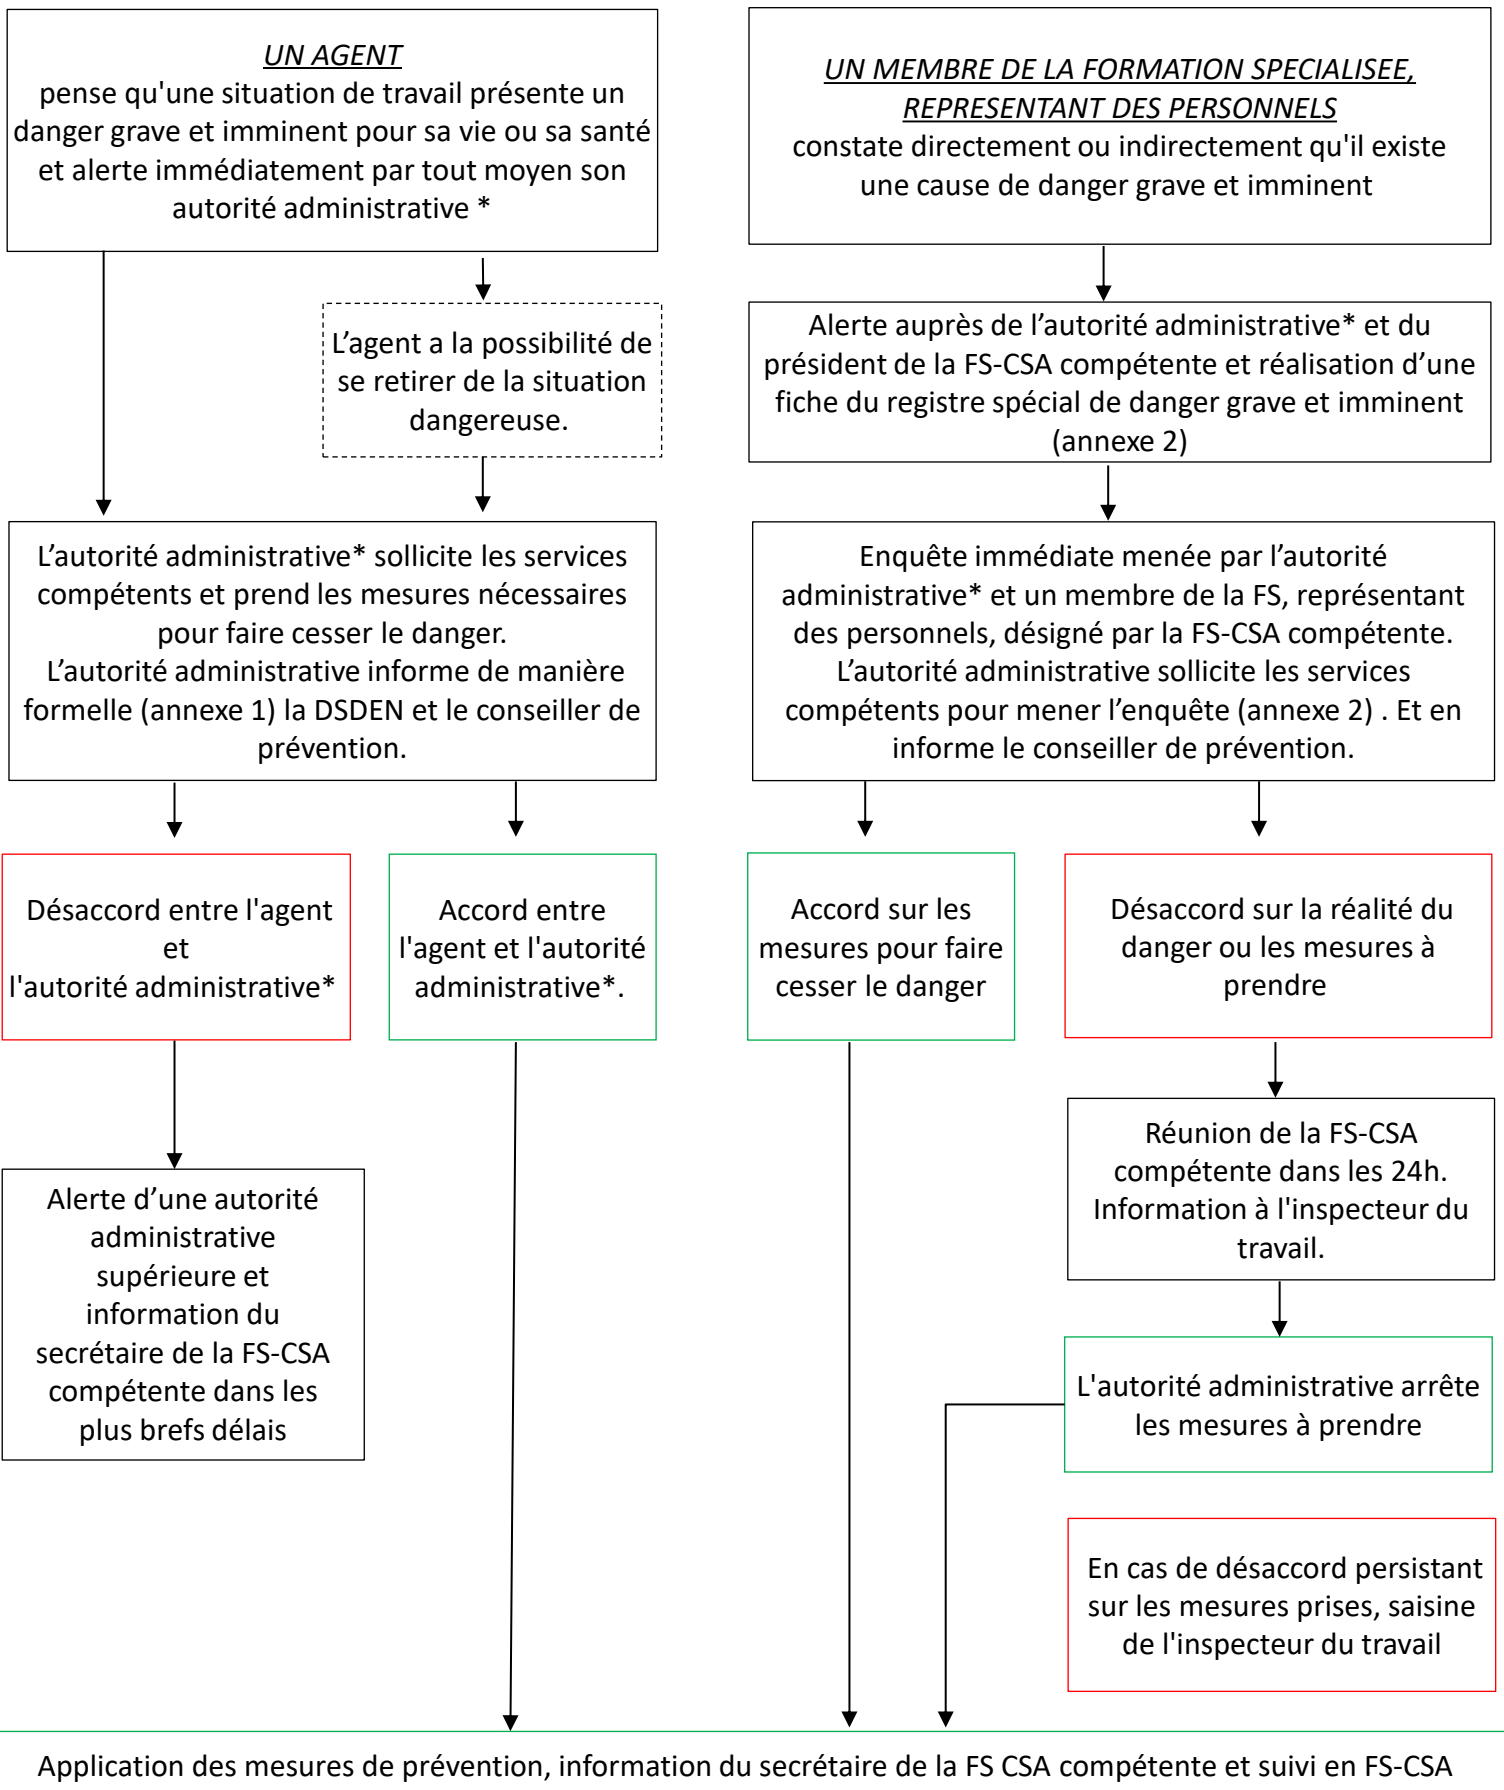 UN AGENT
pense qu'une situation de travail présente un
danger grave et imminent pour sa vie ou sa santé
et alerte immédiatement par tout moyen son
autorité administrative *
UN MEMBRE DE LA FORMATION SPECIALISEE,
REPRESENTANT DES PERSONNELS
constate directement ou indirectement qu'il existe
une cause de danger grave et imminent
L’agent a la possibilité de
se retirer de la situation
dangereuse.
Alerte auprès de l’autorité administrative* et du
président de la FS-CSA compétente et réalisation d’une
fiche du registre spécial de danger grave et imminent
(annexe 2)
L’autorité administrative* sollicite les services
compétents et prend les mesures nécessaires
pour faire cesser le danger.
L’autorité administrative informe de manière
formelle (annexe 1) la DSDEN et le conseiller de
prévention.
Enquête immédiate menée par l’autorité
administrative* et un membre de la FS, représentant
des personnels, désigné par la FS-CSA compétente.
L’autorité administrative sollicite les services
compétents pour mener l’enquête (annexe 2) . Et en
informe le conseiller de prévention.
Désaccord entre l'agent
et
l'autorité administrative*
Accord entre
l'agent et l'autorité
administrative*.
Accord sur les
mesures pour faire
cesser le danger
Désaccord sur la réalité du
danger ou les mesures à
prendre
Alerte d’une autorité
administrative
supérieure et
information du
secrétaire de la FS-CSA
compétente dans les
plus brefs délais
Réunion de la FS-CSA
compétente dans les 24h.
Information à l'inspecteur du
travail.
L'autorité administrative arrête
les mesures à prendre
En cas de désaccord persistant
sur les mesures prises, saisine
de l'inspecteur du travail
Application des mesures de prévention, information du secrétaire de la FS CSA compétente et suivi en FS-CSA